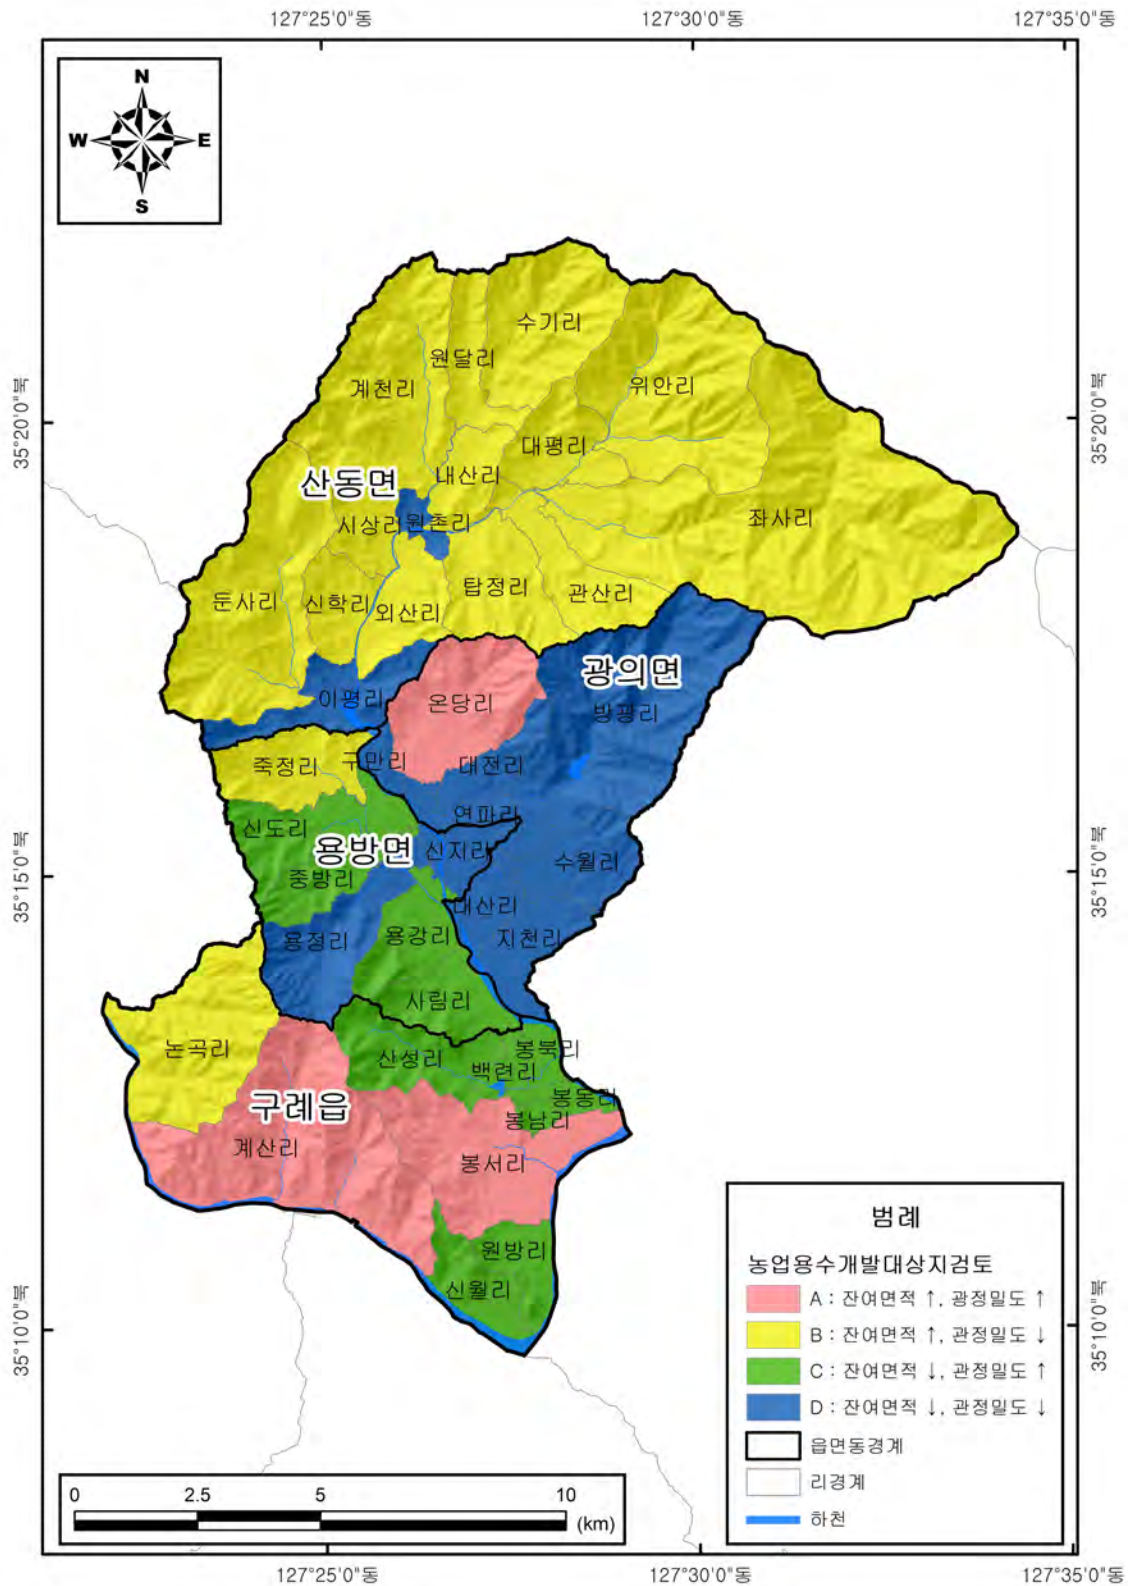 127°25'0"동
127°30'0"동
127°35'0"동
N
W
E
S
수기리
원달리
위안리
계천리
35°20'0"북
35°20'0"북
대평리
내산리
산동면
시상리
원촌리
좌사리
탑정리
관산리
둔사리
신학리
외산리
광의면
이평리
온당리
방광리
구만리
죽정리
대전리
연파리
신도리
용방면
신지리
수월리
중방리
35°15'0"북
35°15'0"북
대산리
용정리
용강리
지천리
사림리
논곡리
산성리
봉북리
백련리
봉동리
구례읍
봉남리
계산리
봉서리
원방리
신월리
35°10'0"북
35°10'0"북
범례
농업용수개발대상지검토
A : 잔여면적 ↑, 광정밀도 ↑
B : 잔여면적 ↑, 관정밀도 ↓
C : 잔여면적 ↓, 관정밀도 ↑
D : 잔여면적 ↓, 관정밀도 ↓
읍면동경계
리경계
하천
0 2.5 5 10
(km)
127°25'0"동
127°30'0"동
127°35'0"동